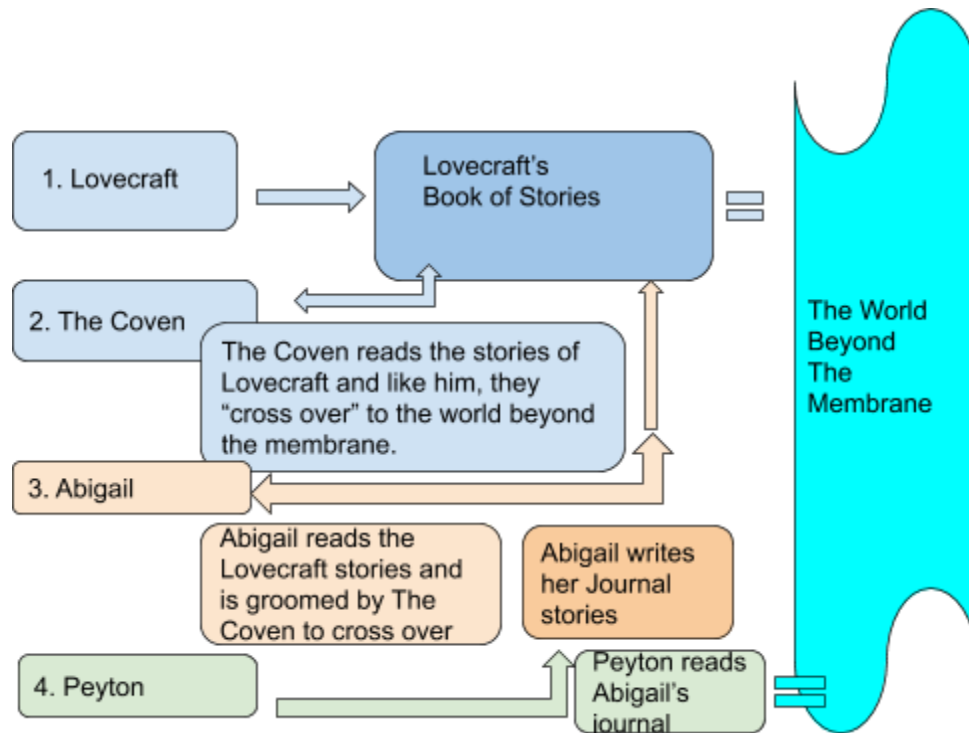 1. Lovecraft
Lovecraft’s
Book of Stories
2. The Coven
The Coven reads the stories of
Lovecraft and like him, they
“cross over” to the world beyond
the membrane.
The World
Beyond
The
Membrane
3. Abigail
Abigail reads the
Lovecraft stories and
is groomed by The
Coven to cross over
Abigail writes
her Journal
stories
4. Peyton
Peyton reads
Abigail’s
journal